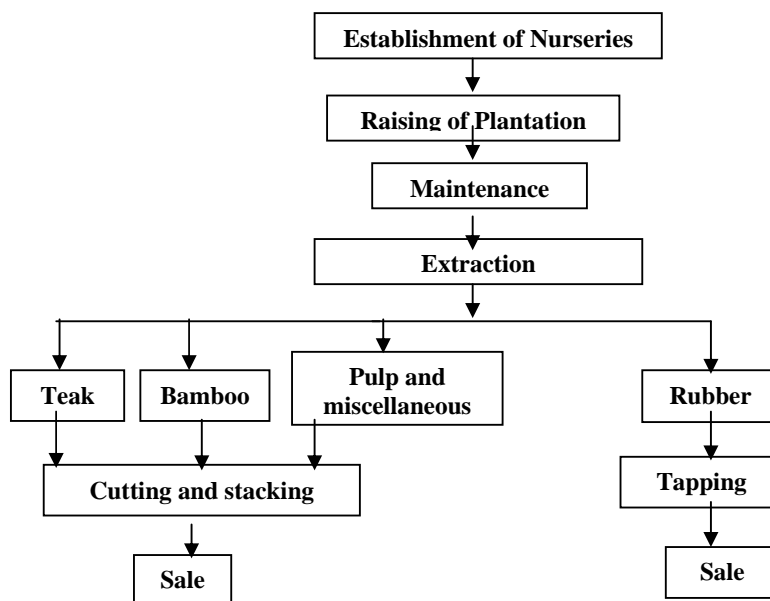 Establishment of Nurseries
Raising of Plantation
Maintenance
Extraction
Teak
Bamboo
Pulp and
miscellaneous
Rubber
Cutting and stacking
Tapping
Sale
Sale